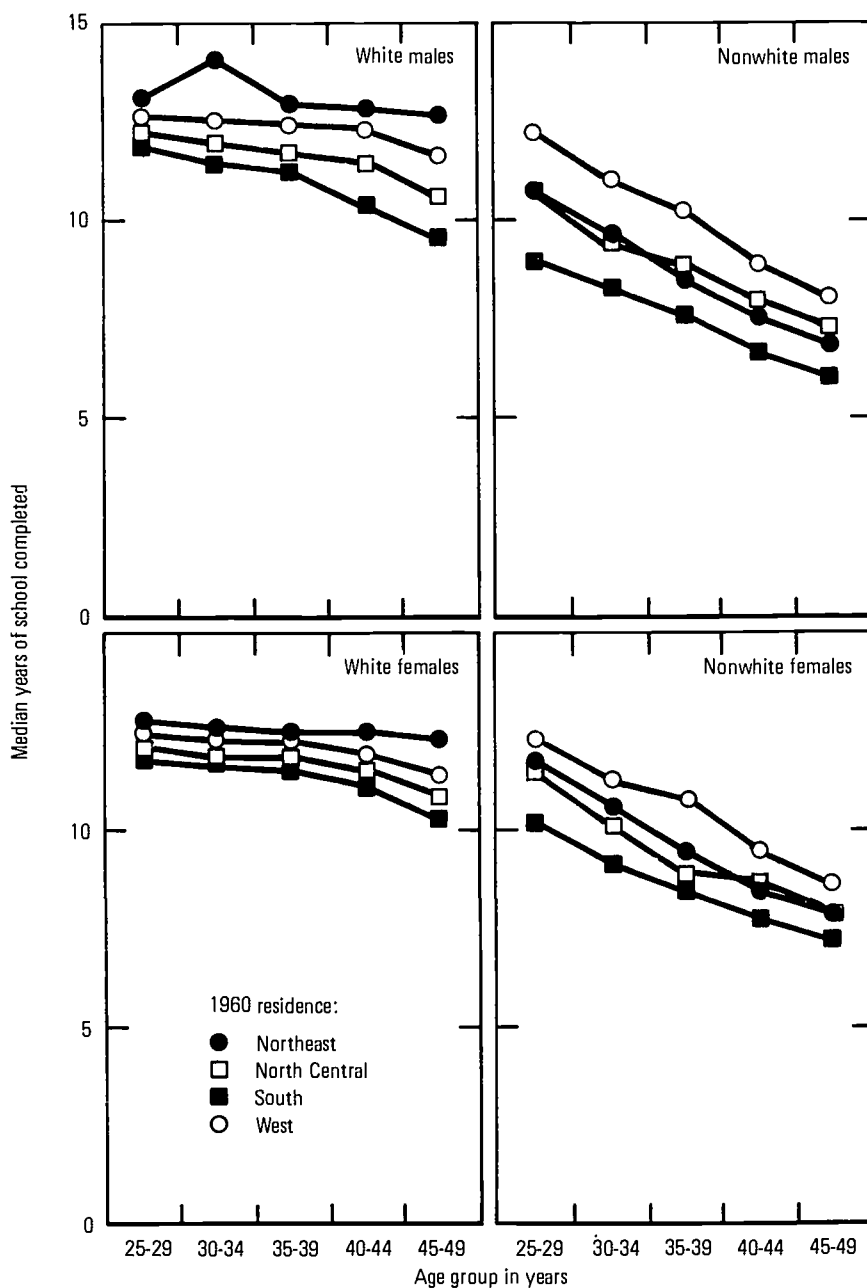 15
White males
Nonwhite males
10
5
0
Median years of school completed
White females
Nonwhite females
10
1960 residence:
Northeast
5
North Central
South
West
0
25-29 30-34 35-39 40-44 45-49 25-29 30-34 35-39 40-44 45-49
Age group in years